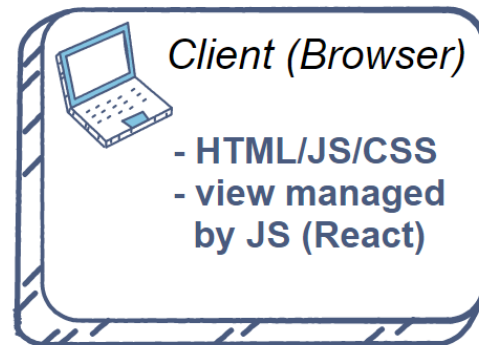 Client (Browser)
- HTML/JS/CSS
- view managed
by JS (React)